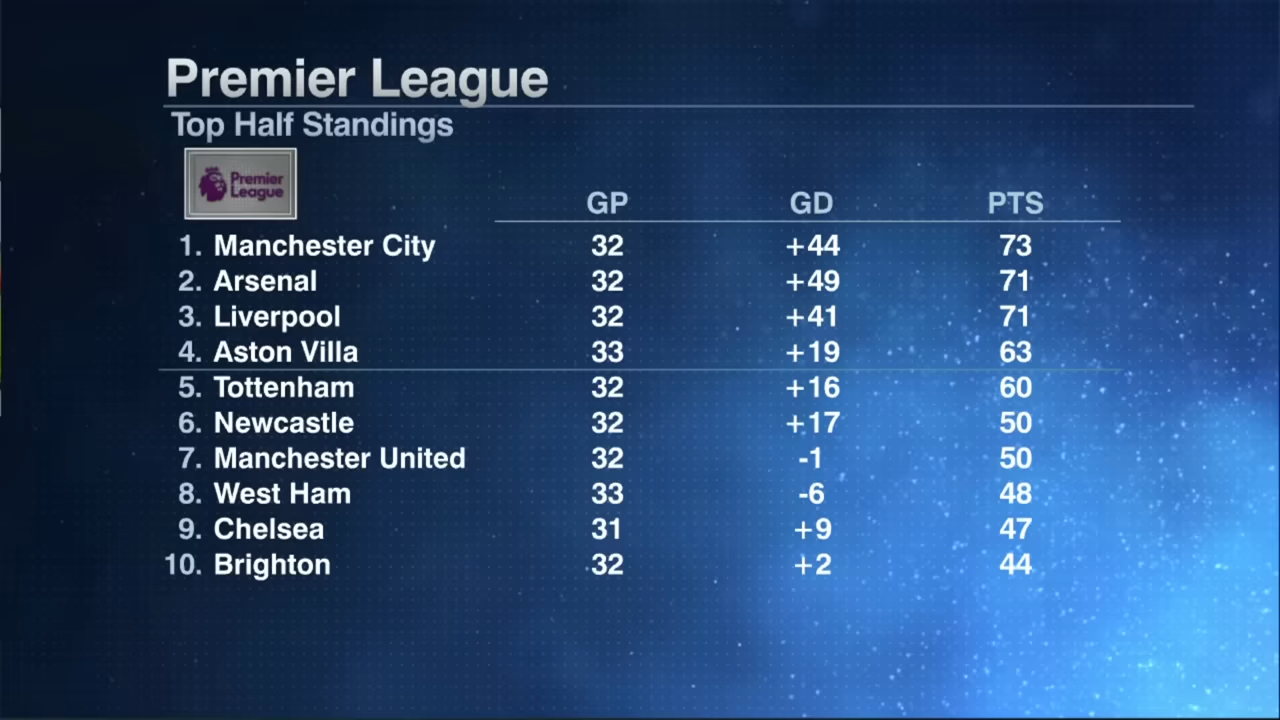 Premier League
Top Half Standings
Premier
League
GP GD PTS
1. Manchester City 32 +44 73
2. Arsenal 32 +49 71
3. Liverpool 32 +41 71
4. Aston Villa 33 +19 63
5. Tottenham 32 +16 60
6. Newcastle 32 +17 50
7. Manchester United 32 -1 50
8. West Ham 33 -6 48
9. Chelsea 31 +9 47
10. Brighton 32 +2 44